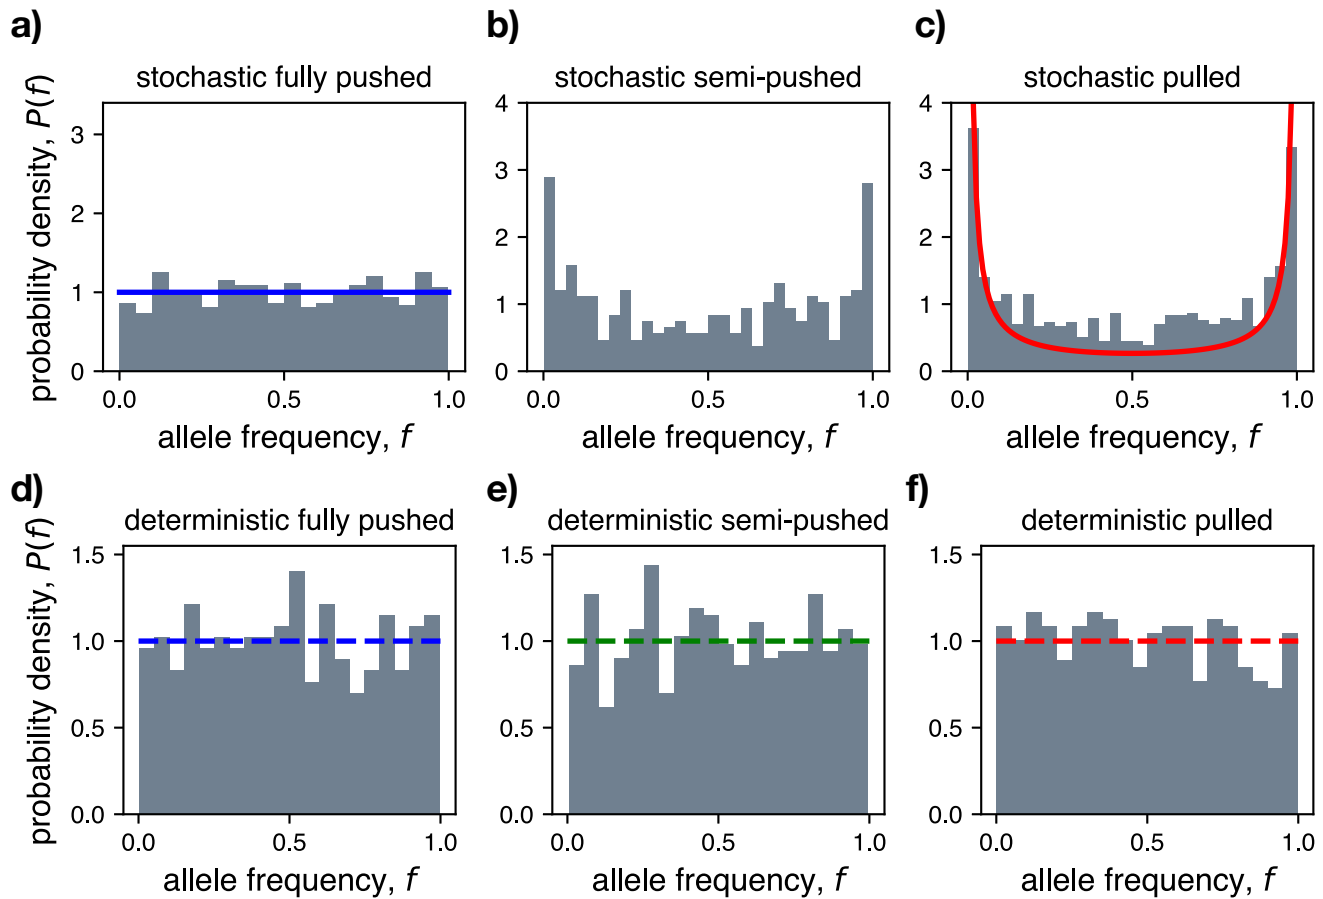 a)
stochastic fully pushed
probability density, P(f)
3
2
1
0
0.0 0.5 1.0
allele frequency, f
b)
stochastic semi-pushed
4
3
2
1
0
0.0 0.5 1.0
allele frequency, f
c)
stochastic pulled
4
3
2
1
0
0.0 0.5 1.0
allele frequency, f
d)
deterministic fully pushed
probability density, P(f)
1.5
1.0
0.5
0.0
0.0 0.5 1.0
allele frequency, f
e)
deterministic semi-pushed
1.5
1.0
0.5
0.0
0.0 0.5 1.0
allele frequency, f
f)
deterministic pulled
1.5
1.0
0.5
0.0
0.0 0.5 1.0
allele frequency, f